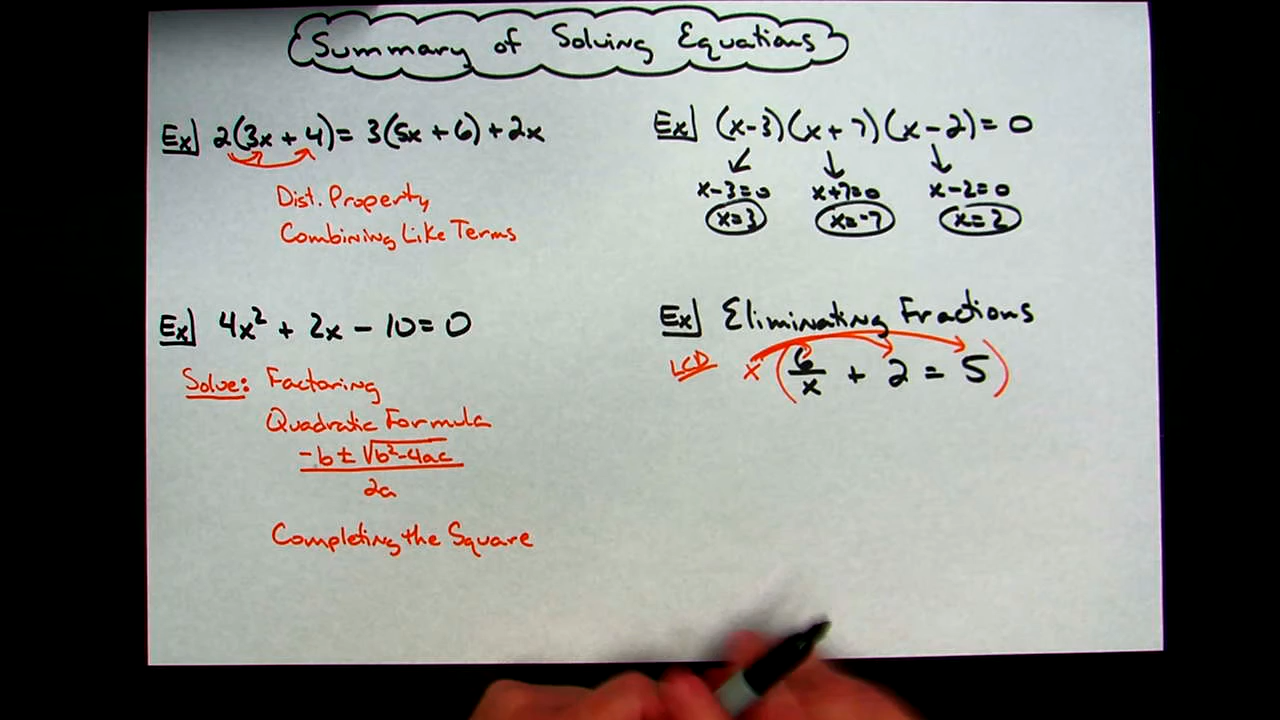 Summary of Solving Equations
Ex] 2(3x + 4) = 3(5x + 6) + 2x
Dist. Property
Combining Like Terms
Ex] 4x² + 2x - 10 = 0
Solve: Factoring
Quadratic Formula
-b ± √b²-4ac
2a
Completing the Square
Ex] (x-3)(x+7)(x-2) = 0
x-3=0 x+7=0 x-2=0
x=3 x=-7 x=2
Ex] Eliminating Fractions
LCD x (6/x + 2 = 5)